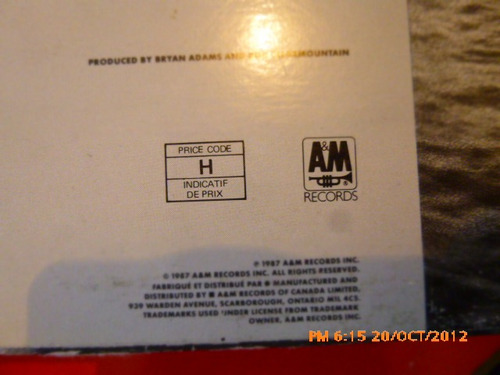 PRODUCED BY BRYAN ADAMS AND
PRICE CODE
H
INDICATIF
DE PRIX
A&M
RECORDS
℗ 1987 A&M RECORDS INC.
© 1987 A&M RECORDS INC. ALL RIGHTS RESERVED.
FABRIQUÉ ET DISTRIBUÉ PAR ■ MANUFACTURED AND
DISTRIBUTED BY ■ A&M RECORDS OF CANADA LIMITED,
939 WARDEN AVENUE, SCARBOROUGH, ONTARIO M1L 4C5.
TRADEMARKS USED UNDER LICENSE FROM TRADEMARK
OWNER, A&M RECORDS INC.
PM 6:15 20/OCT/2012